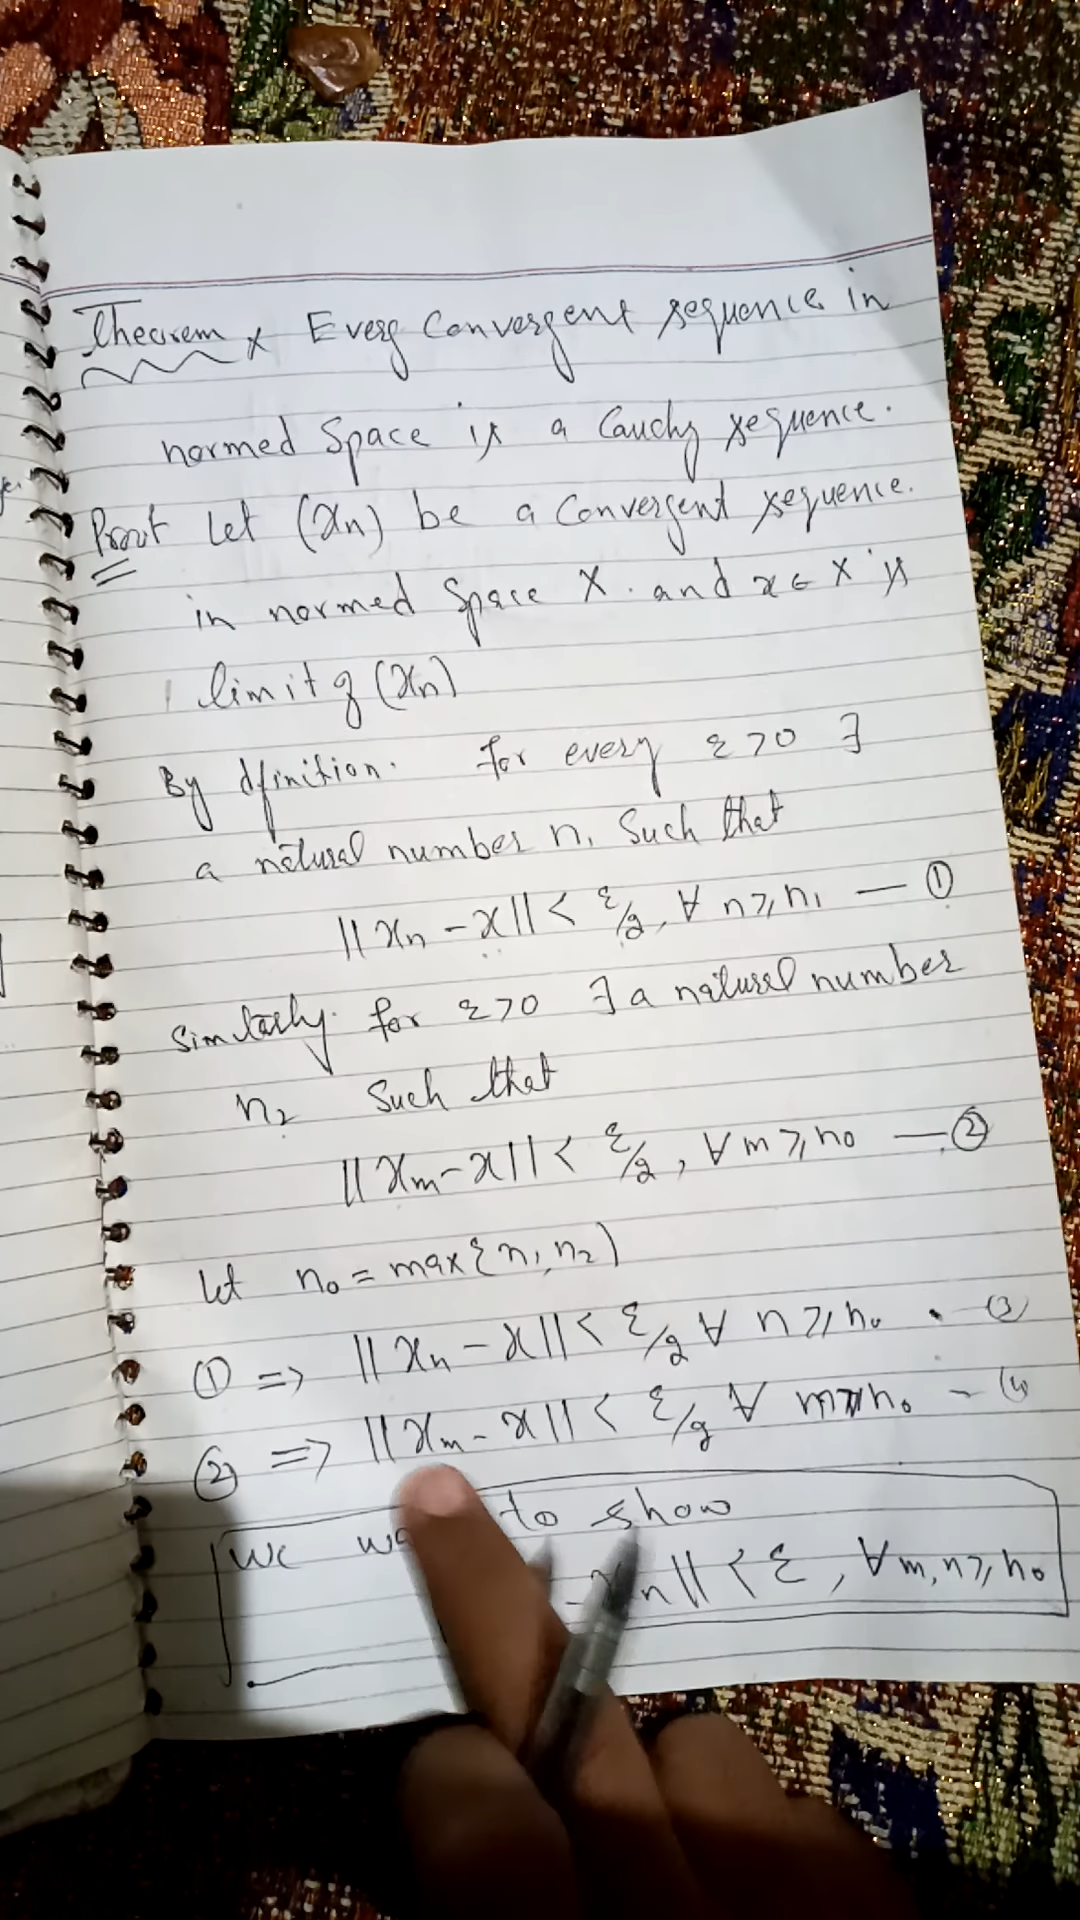 Theorem x Every Convergent sequence in
normed Space is a Cauchy sequence.
Proof Let (xn) be a Convergent sequence.
in normed Space X. and x ∈ X is
limit of (xn)
By dfinition. for every ε>0 ∃
a natural number n₁ Such that
||xn - x|| < ε/2, ∀ n ≥ n₁ — ①
Similarly. for ε>0 ∃ a natural number
n₂ Such that
||xm - x|| < ε/2, ∀ m ≥ n₀ — ②
let n₀ = max{n₁, n₂)
① => ||xn - x|| < ε/2 ∀ n ≥ n₀ . (3)
② => ||xm - x|| < ε/2 ∀ m ≥ n₀ - (4)
We to show
- xn|| < ε, ∀ m, n ≥ n₀